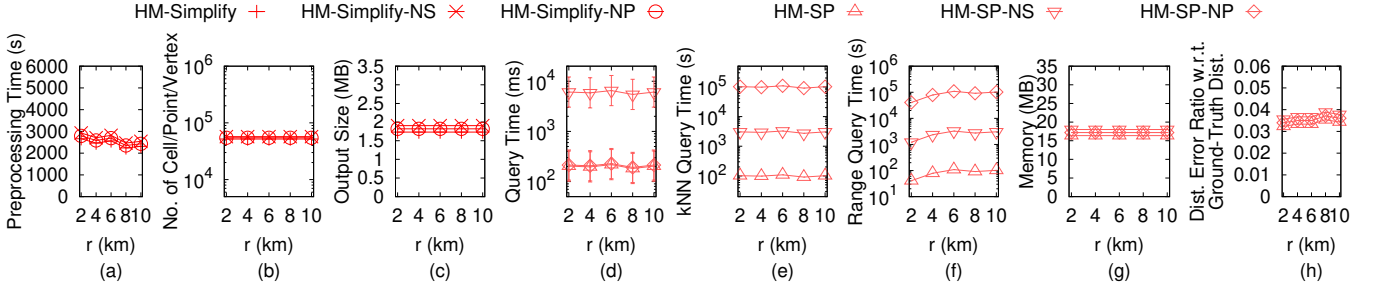 HM-Simplify HM-Simplify-NS HM-Simplify-NP HM-SP HM-SP-NS HM-SP-NP
Preprocessing Time (s)
6000
5000
4000
3000
2000
1000
0
2 4 6 8 10
r (km)
(a)
No. of Cell/Point/Vertex
10^6
10^5
10^4
2 4 6 8 10
r (km)
(b)
Output Size (MB)
3.5
3
2.5
2
1.5
1
0.5
0
2 4 6 8 10
r (km)
(c)
Query Time (ms)
10^4
10^3
10^2
2 4 6 8 10
r (km)
(d)
kNN Query Time (s)
10^5
10^4
10^3
10^2
2 4 6 8 10
r (km)
(e)
Range Query Time (s)
10^6
10^5
10^4
10^3
10^2
10^1
2 4 6 8 10
r (km)
(f)
Memory (MB)
35
30
25
20
15
10
5
0
2 4 6 8 10
r (km)
(g)
Dist. Error Ratio w.r.t.
Ground-Truth Dist.
0.06
0.05
0.04
0.03
0.02
0.01
0
2 4 6 8 10
r (km)
(h)